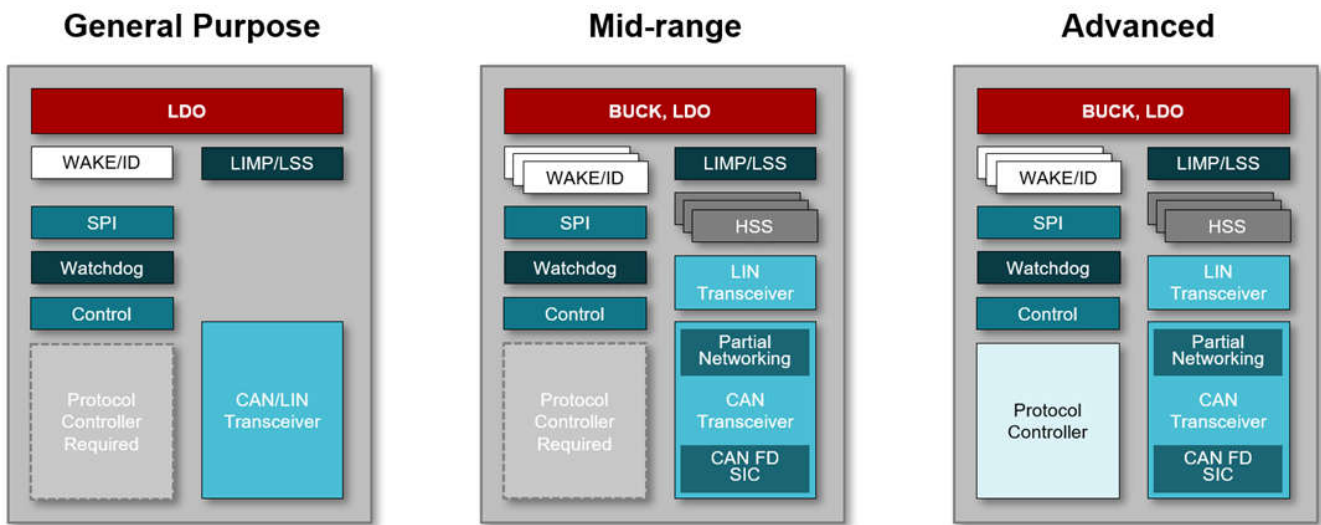 General Purpose
LDO
WAKE/ID
LIMP/LSS
SPI
Watchdog
Control
Protocol
Controller
Required
CAN/LIN
Transceiver
Mid-range
BUCK, LDO
WAKE/ID
LIMP/LSS
SPI
HSS
Watchdog
LIN
Transceiver
Control
Partial
Networking
Protocol
Controller
Required
CAN
Transceiver
CAN FD
SIC
Advanced
BUCK, LDO
WAKE/ID
LIMP/LSS
SPI
HSS
Watchdog
LIN
Transceiver
Control
Partial
Networking
Protocol
Controller
CAN
Transceiver
CAN FD
SIC